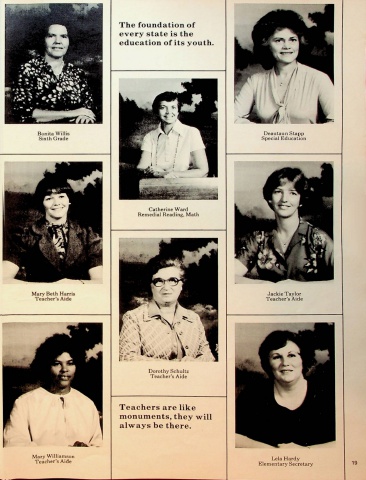 The foundation of
every state is the
education of its youth.
Bonita Willis
Sixth Grade
Deautaun Stapp
Special Education
Catherine Ward
Remedial Reading, Math
Mary Beth Harris
Teacher's Aide
Jackie Taylor
Teacher's Aide
Dorothy Schultz
Teacher's Aide
Mary Williamson
Teacher's Aide
Teachers are like
monuments, they will
always be there.
Lela Hardy
Elementary Secretary